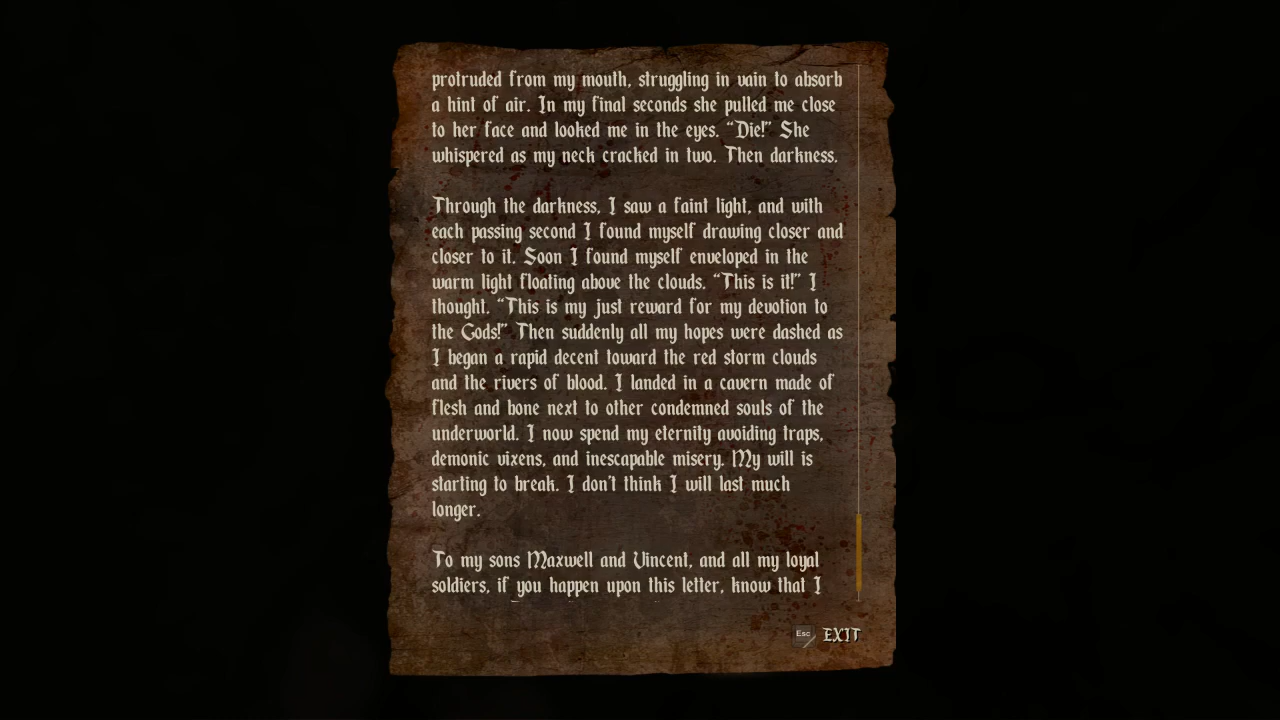 protruded from my mouth, struggling in vain to absorb
a hint of air. In my final seconds she pulled me close
to her face and looked me in the eyes. “Die!” She
whispered as my neck cracked in two. Then darkness.
Through the darkness, I saw a faint light, and with
each passing second I found myself drawing closer and
closer to it. Soon I found myself enveloped in the
warm light floating above the clouds. “This is it!” I
thought. “This is my just reward for my devotion to
the Gods!” Then suddenly all my hopes were dashed as
I began a rapid decent toward the red storm clouds
and the rivers of blood. I landed in a cavern made of
flesh and bone next to other condemned souls of the
underworld. I now spend my eternity avoiding traps,
demonic vixens, and inescapable misery. My will is
starting to break. I don't think I will last much
longer.
To my sons Maxwell and Vincent, and all my loyal
soldiers, if you happen upon this letter, know that I
Esc EXIT